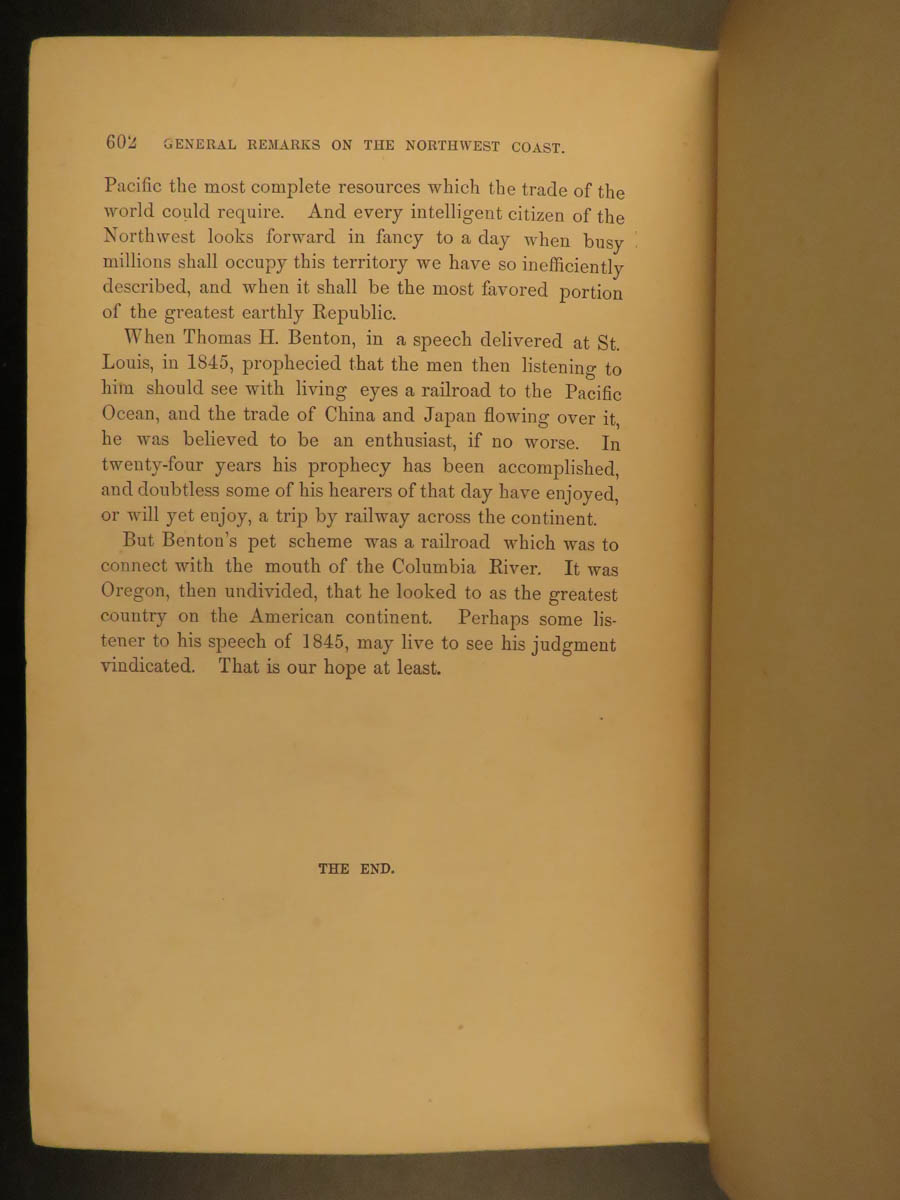 602 GENERAL REMARKS ON THE NORTHWEST COAST.
Pacific the most complete resources which the trade of the
world could require. And every intelligent citizen of the
Northwest looks forward in fancy to a day when busy
millions shall occupy this territory we have so inefficiently
described, and when it shall be the most favored portion
of the greatest earthly Republic.
When Thomas H. Benton, in a speech delivered at St.
Louis, in 1845, prophecied that the men then listening to
him should see with living eyes a railroad to the Pacific
Ocean, and the trade of China and Japan flowing over it,
he was believed to be an enthusiast, if no worse. In
twenty-four years his prophecy has been accomplished,
and doubtless some of his hearers of that day have enjoyed,
or will yet enjoy, a trip by railway across the continent.
But Benton's pet scheme was a railroad which was to
connect with the mouth of the Columbia River. It was
Oregon, then undivided, that he looked to as the greatest
country on the American continent. Perhaps some lis-
tener to his speech of 1845, may live to see his judgment
vindicated. That is our hope at least.
THE END.